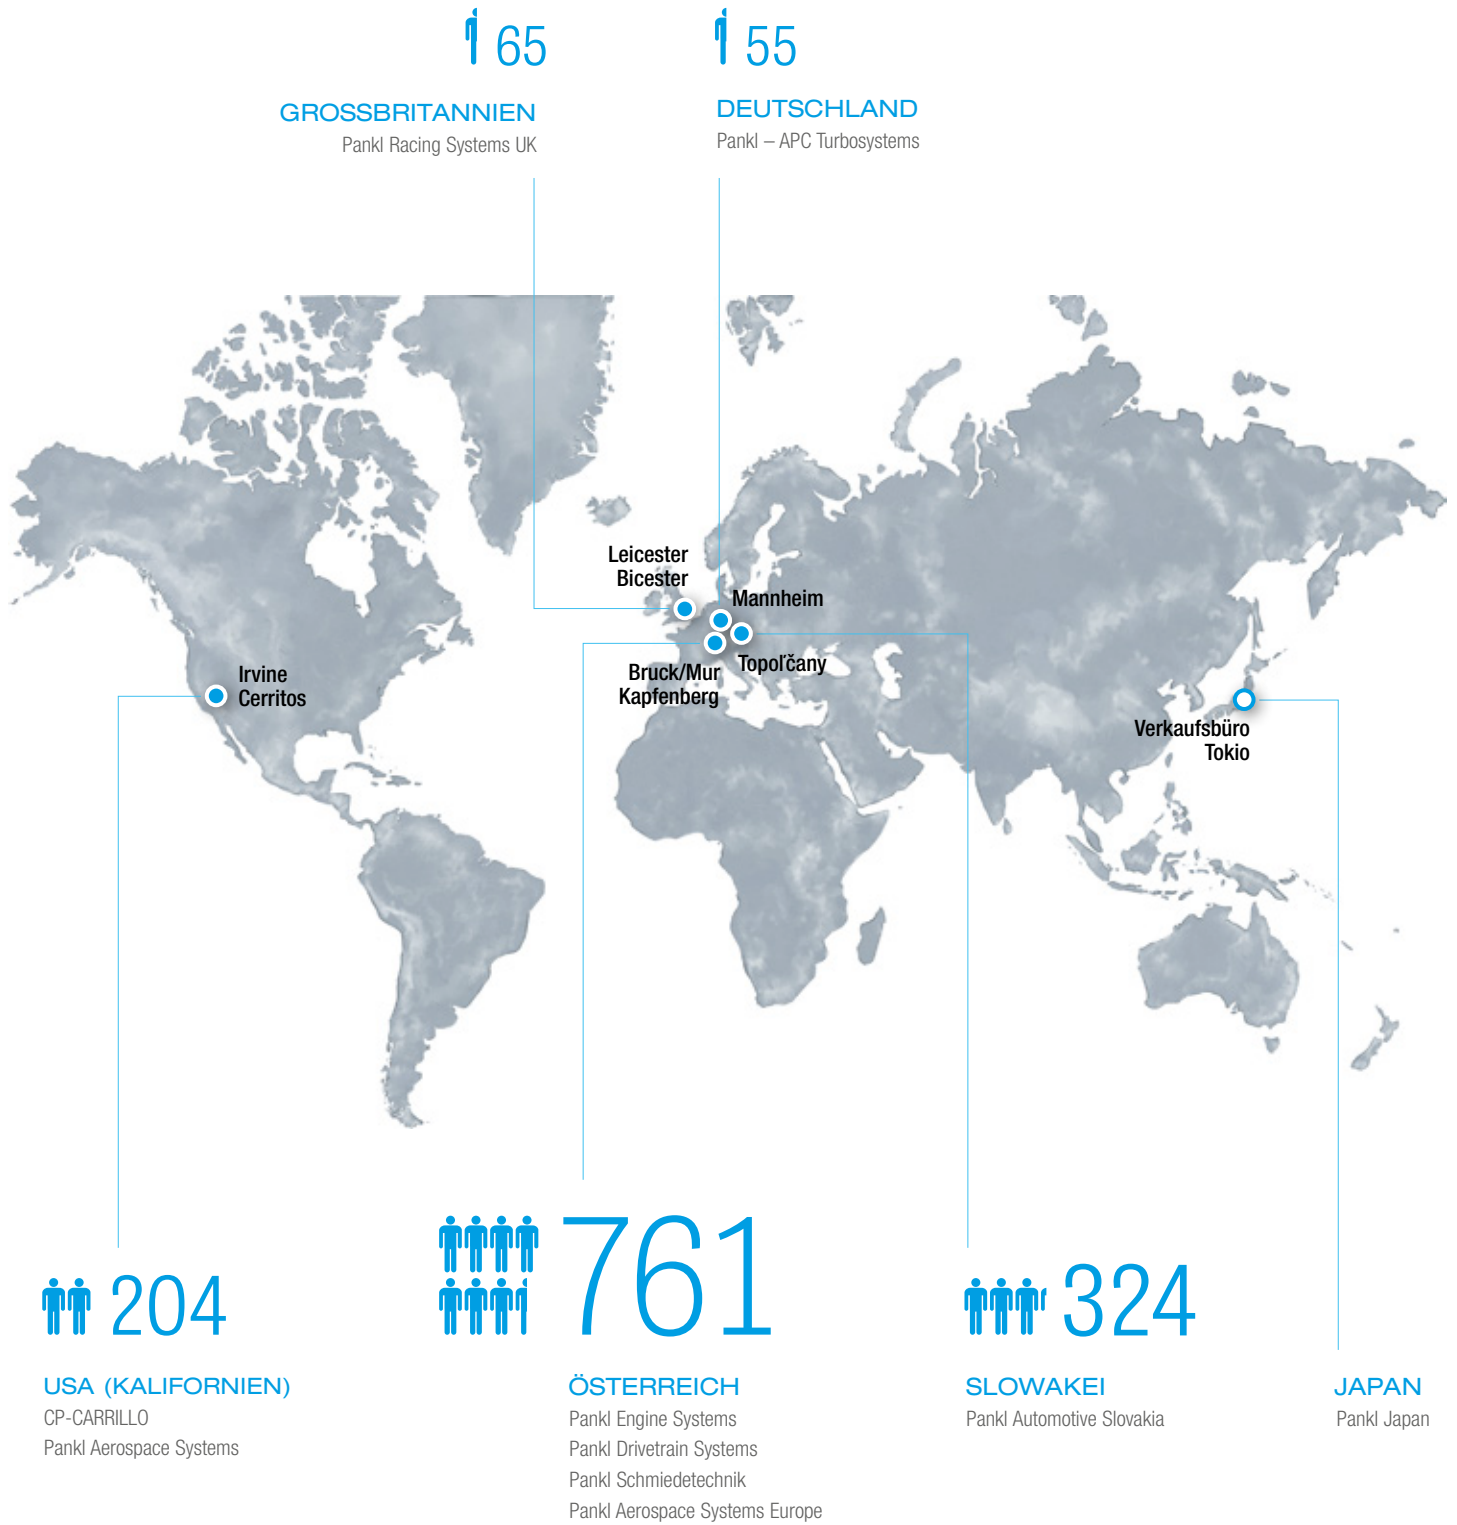 65
GROSSBRITANNIEN
Pankl Racing Systems UK
55
DEUTSCHLAND
Pankl – APC Turbosystems
Leicester
Bicester
Mannheim
Topoľčany
Bruck/Mur
Kapfenberg
Irvine
Cerritos
Verkaufsbüro
Tokio
204
USA (KALIFORNIEN)
CP-CARRILLO
Pankl Aerospace Systems
761
ÖSTERREICH
Pankl Engine Systems
Pankl Drivetrain Systems
Pankl Schmiedetechnik
Pankl Aerospace Systems Europe
324
SLOWAKEI
Pankl Automotive Slovakia
JAPAN
Pankl Japan